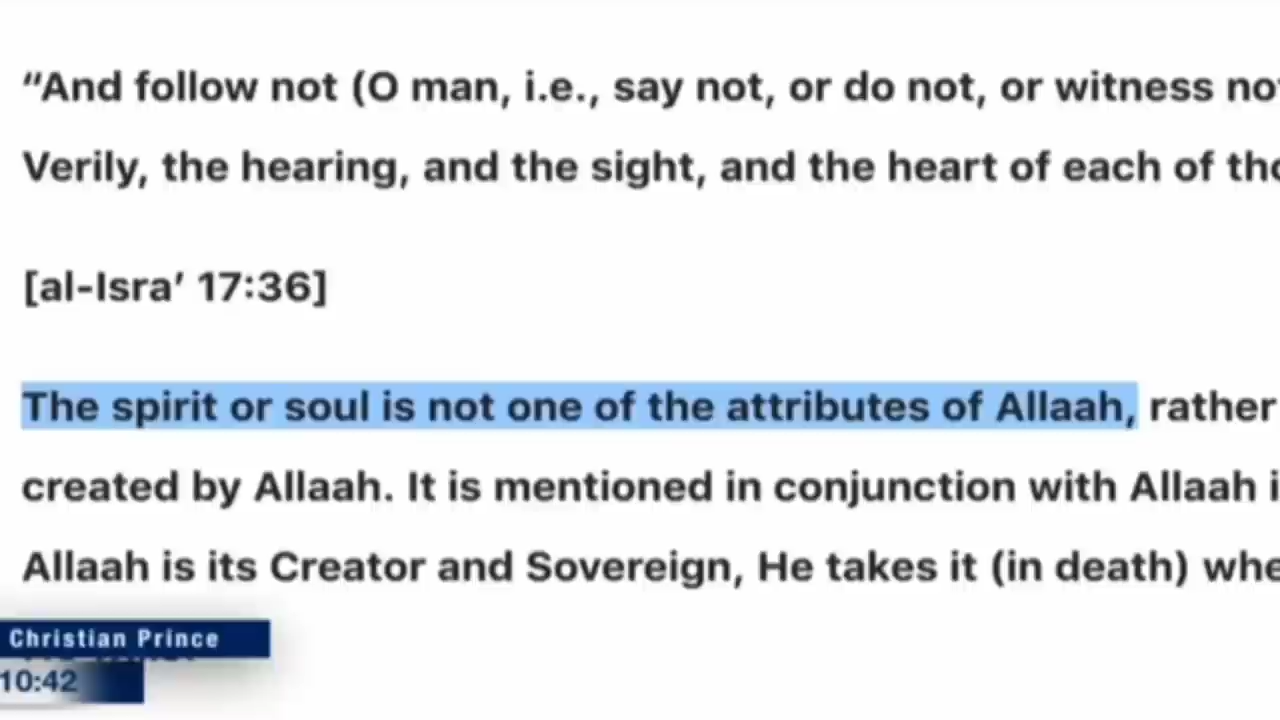 “And follow not (O man, i.e., say not, or do not, or witness
Verily, the hearing, and the sight, and the heart of each of
[al-Isra’ 17:36]
The spirit or soul is not one of the attributes of Allaah, rather
created by Allaah. It is mentioned in conjunction with Allaah
Allaah is its Creator and Sovereign, He takes it (in death)
Christian Prince
10:42